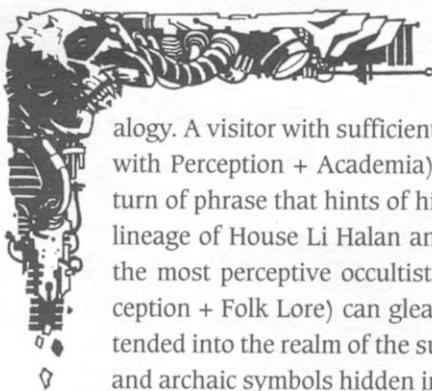 alogy. A visitor with sufficient
with Perception + Academia)
turn of phrase that hints of hi
lineage of House Li Halan an
the most perceptive occultist
ception + Folk Lore) can glea
tended into the realm of the su
and archaic symbols hidden in